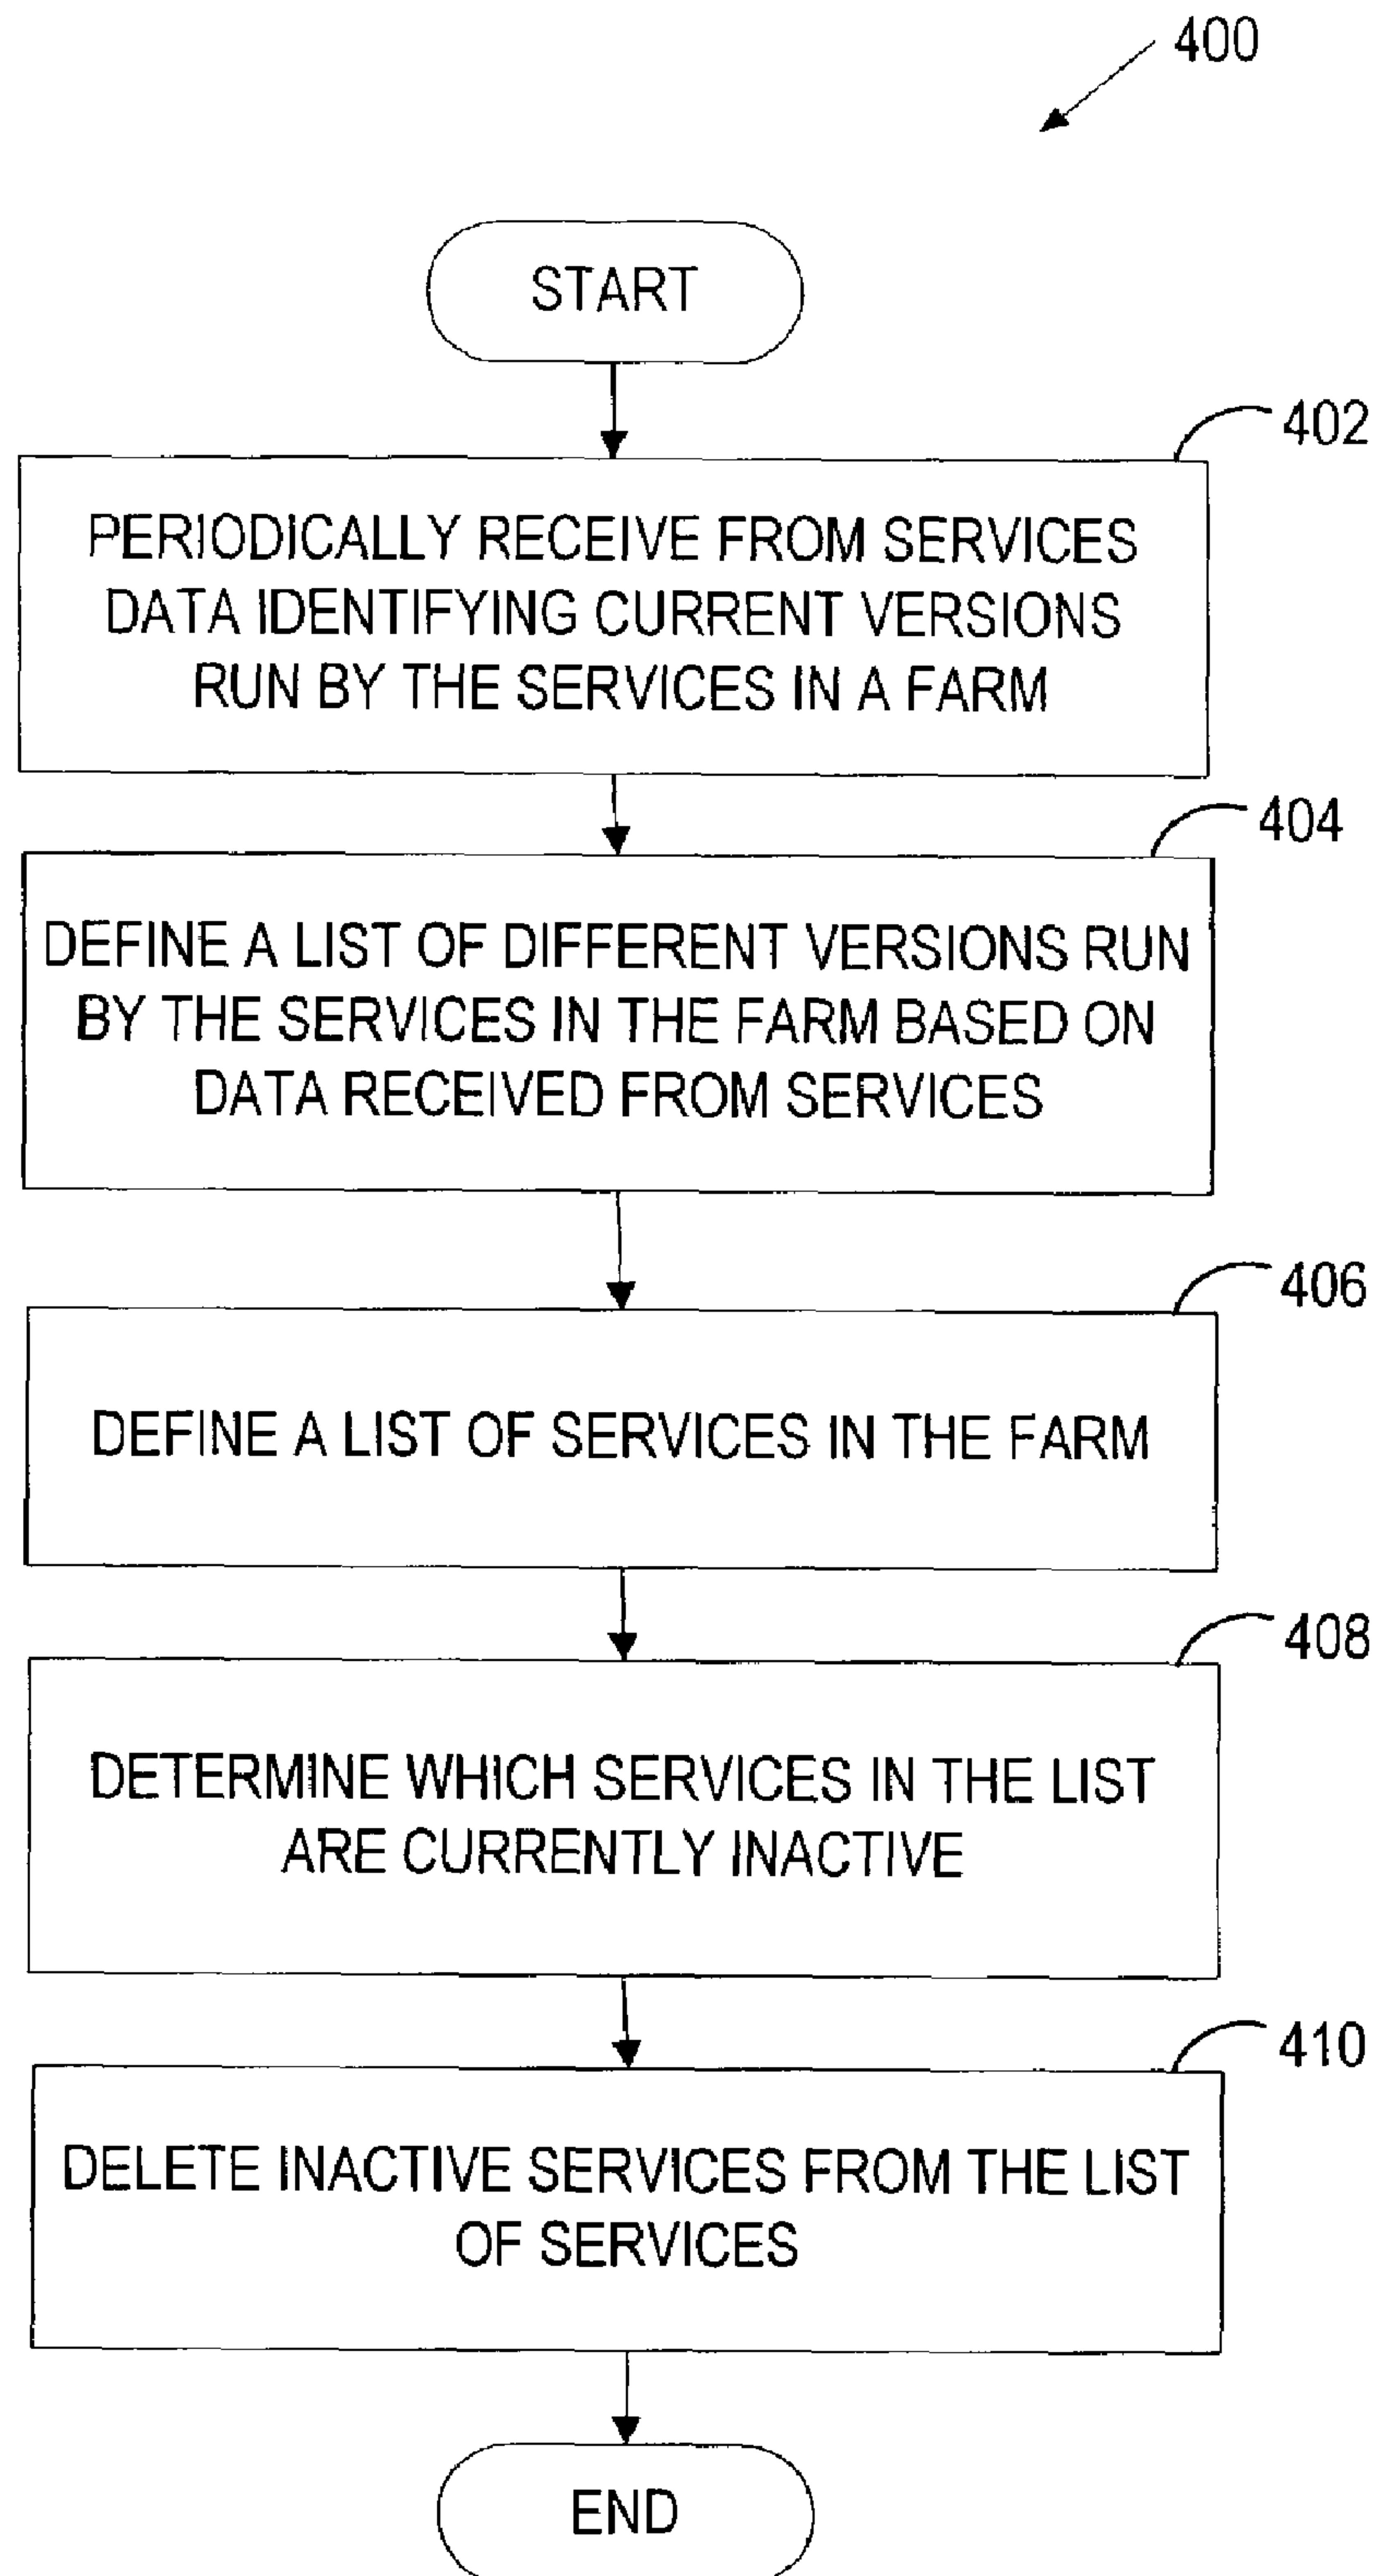 400
START
402
PERIODICALLY RECEIVE FROM SERVICES
DATA IDENTIFYING CURRENT VERSIONS
RUN BY THE SERVICES IN A FARM
404
DEFINE A LIST OF DIFFERENT VERSIONS RUN
BY THE SERVICES IN THE FARM BASED ON
DATA RECEIVED FROM SERVICES
406
DEFINE A LIST OF SERVICES IN THE FARM
408
DETERMINE WHICH SERVICES IN THE LIST
ARE CURRENTLY INACTIVE
410
DELETE INACTIVE SERVICES FROM THE LIST
OF SERVICES
END